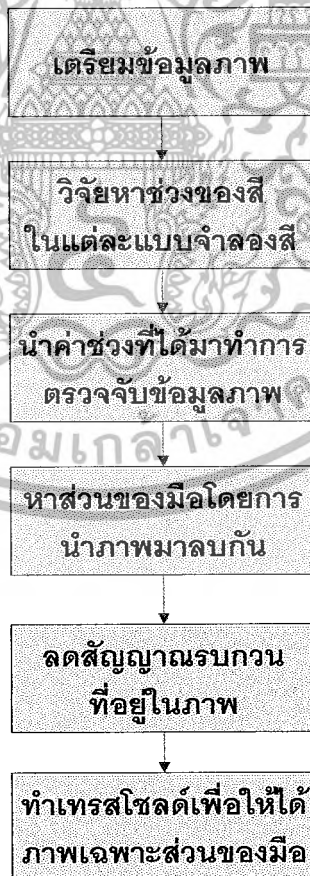 เตรียมข้อมูลภาพ
วิจัยหาช่วงของสี
ในแต่ละแบบจำลองสี
นำค่าช่วงที่ได้มาทำการ
ตรวจจับข้อมูลภาพ
หาส่วนของมือโดยการ
นำภาพมาลบกัน
ลดสัญญาณรบกวน
ที่อยู่ในภาพ
ทำเทรสโชลด์เพื่อให้ได้
ภาพเฉพาะส่วนของมือ